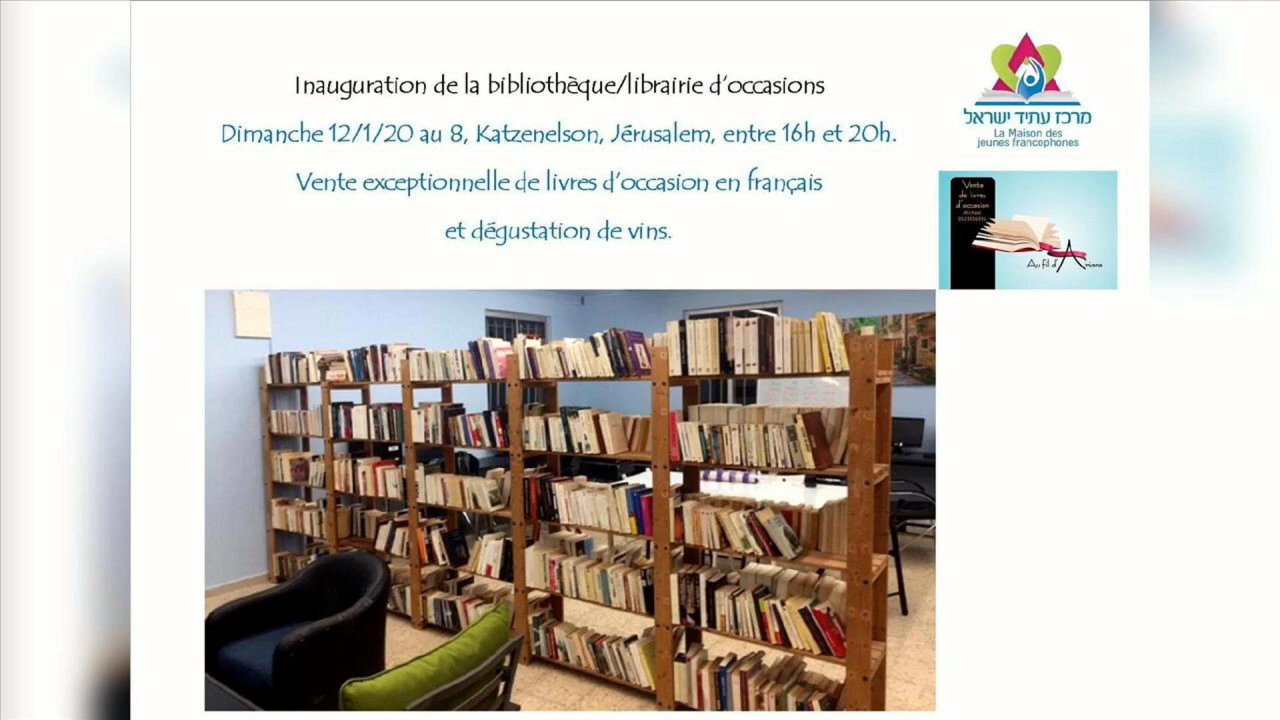 Inauguration de la bibliothèque/librairie d'occasions
Dimanche 12/1/20 au 8, Katzenelson, Jérusalem, entre 16h et 20h.
Vente exceptionnelle de livres d'occasion en français
et dégustation de vins.
מרכז עתיד ישראל
La Maison des
jeunes francophones
Vente
de livres
d'occasion
Michael
Au fil d'Ariane